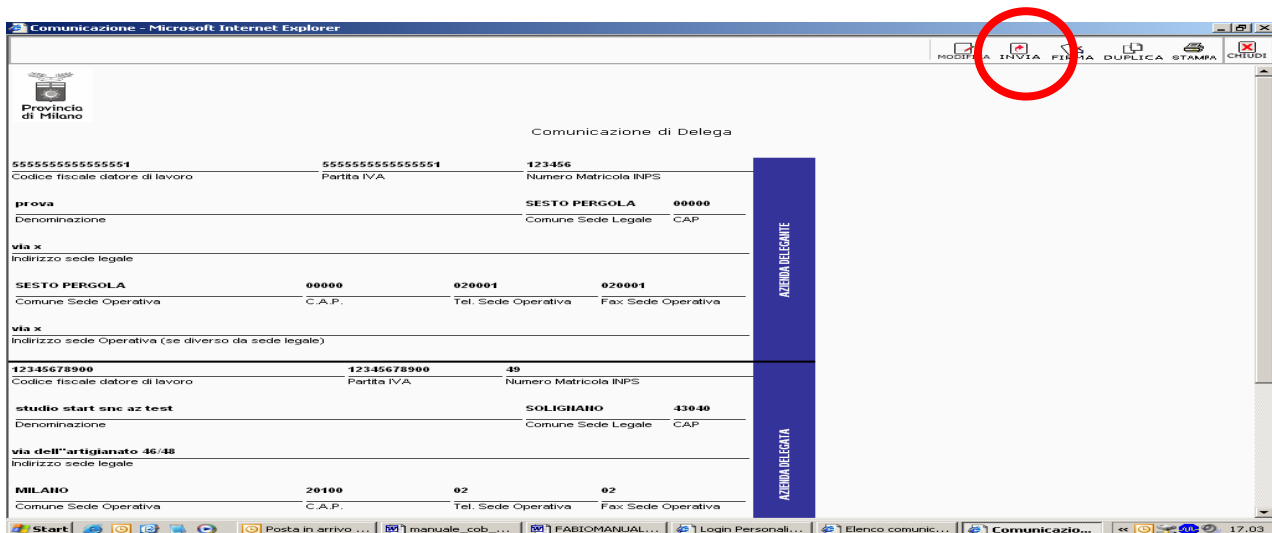 Comunicazione - Microsoft Internet Explorer
MODIFICA INVIA FIRMA DUPLICA STAMPA CHIUDI
Provincia
di Milano
Comunicazione di Delega
5555555555555551 5555555555555551 123456
Codice fiscale datore di lavoro Partita IVA Numero Matricola INPS
prova SESTO PERGOLA 00000
Denominazione Comune Sede Legale CAP
via x
Indirizzo sede legale
SESTO PERGOLA 00000 020001 020001
Comune Sede Operativa C.A.P. Tel. Sede Operativa Fax Sede Operativa
via x
Indirizzo sede Operativa (se diverso da sede legale)
AZIENDA DELEGANTE
12345678900 12345678900 49
Codice fiscale datore di lavoro Partita IVA Numero Matricola INPS
studio start snc az test SOLIGNANO 43040
Denominazione Comune Sede Legale CAP
via dell''artigianato 46/48
Indirizzo sede legale
MILANO 20100 02 02
Comune Sede Operativa C.A.P. Tel. Sede Operativa Fax Sede Operativa
AZIENDA DELEGATA
Start Posta in arrivo ... manuale_cob_... FABIOMANUAL... Login Personali... Elenco comunic... Comunicazio... « 17.03